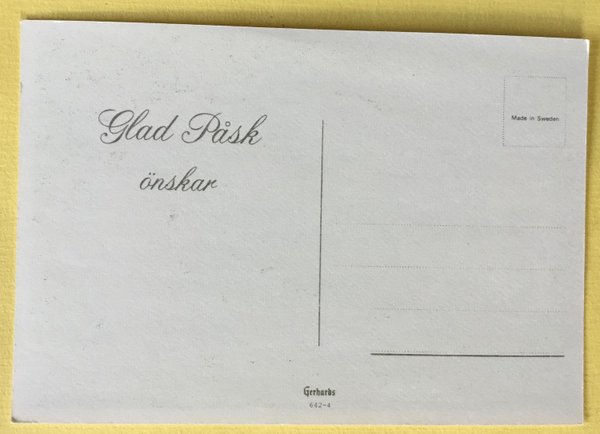 Glad Påsk
önskar
Made in Sweden
Gerhards
642-4